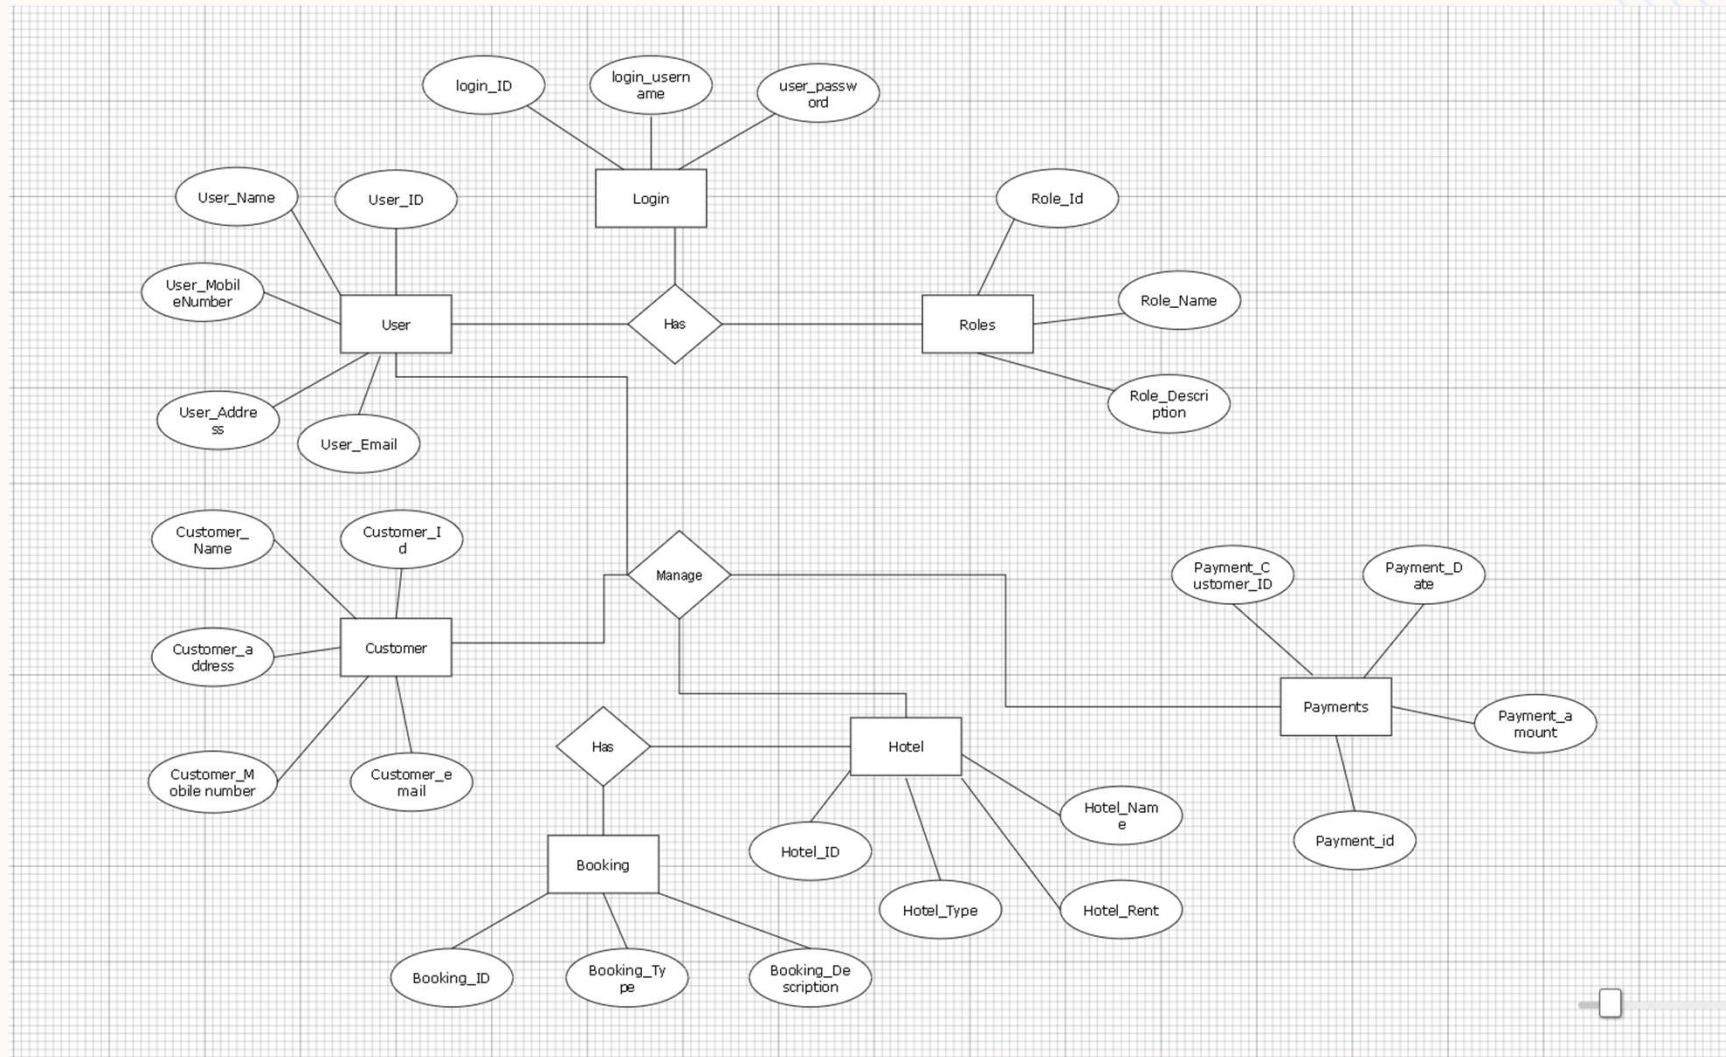 login_ID
login_usern
ame
user_passw
ord
User_Name
User_ID
Login
Role_Id
User_Mobil
eNumber
User
Has
Roles
Role_Name
User_Addre
ss
User_Email
Role_Descri
ption
Customer_
Name
Customer_I
d
Manage
Payment_C
ustomer_ID
Payment_D
ate
Customer_a
ddress
Customer
Payments
Payment_a
mount
Has
Hotel
Customer_M
obile number
Customer_e
mail
Hotel_Nam
e
Hotel_ID
Payment_id
Booking
Hotel_Type
Hotel_Rent
Booking_ID
Booking_Ty
pe
Booking_De
scription